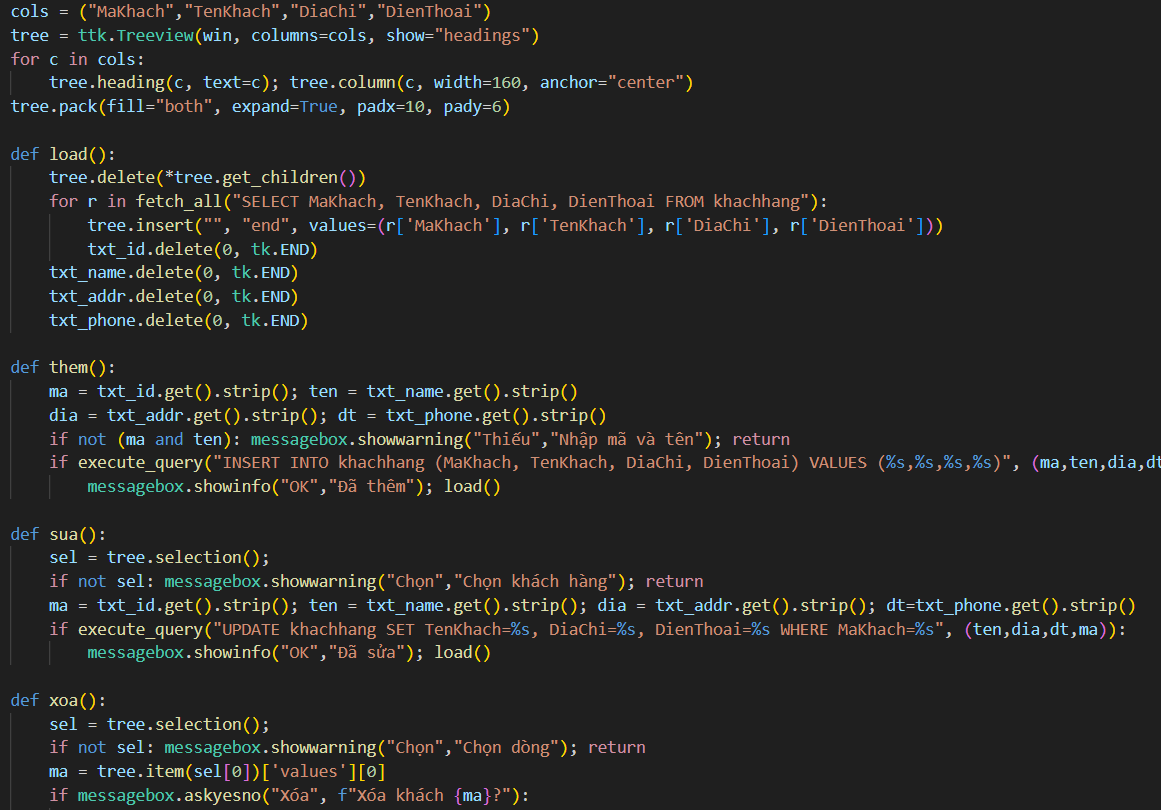 cols = ("MaKhach","TenKhach","DiaChi","DienThoai")
tree = ttk.Treeview(win, columns=cols, show="headings")
for c in cols:
    tree.heading(c, text=c); tree.column(c, width=160, anchor="center")
tree.pack(fill="both", expand=True, padx=10, pady=6)

def load():
    tree.delete(*tree.get_children())
    for r in fetch_all("SELECT MaKhach, TenKhach, DiaChi, DienThoai FROM khachhang"):
        tree.insert("", "end", values=(r['MaKhach'], r['TenKhach'], r['DiaChi'], r['DienThoai']))
        txt_id.delete(0, tk.END)
    txt_name.delete(0, tk.END)
    txt_addr.delete(0, tk.END)
    txt_phone.delete(0, tk.END)

def them():
    ma = txt_id.get().strip(); ten = txt_name.get().strip()
    dia = txt_addr.get().strip(); dt = txt_phone.get().strip()
    if not (ma and ten): messagebox.showwarning("Thiếu","Nhập mã và tên"); return
    if execute_query("INSERT INTO khachhang (MaKhach, TenKhach, DiaChi, DienThoai) VALUES (%s,%s,%s,%s)", (ma,ten,dia,dt
        messagebox.showinfo("OK","Đã thêm"); load()

def sua():
    sel = tree.selection();
    if not sel: messagebox.showwarning("Chọn","Chọn khách hàng"); return
    ma = txt_id.get().strip(); ten = txt_name.get().strip(); dia = txt_addr.get().strip(); dt=txt_phone.get().strip()
    if execute_query("UPDATE khachhang SET TenKhach=%s, DiaChi=%s, DienThoai=%s WHERE MaKhach=%s", (ten,dia,dt,ma)):
        messagebox.showinfo("OK","Đã sửa"); load()

def xoa():
    sel = tree.selection();
    if not sel: messagebox.showwarning("Chọn","Chọn dòng"); return
    ma = tree.item(sel[0])['values'][0]
    if messagebox.askyesno("Xóa", f"Xóa khách {ma}?"):